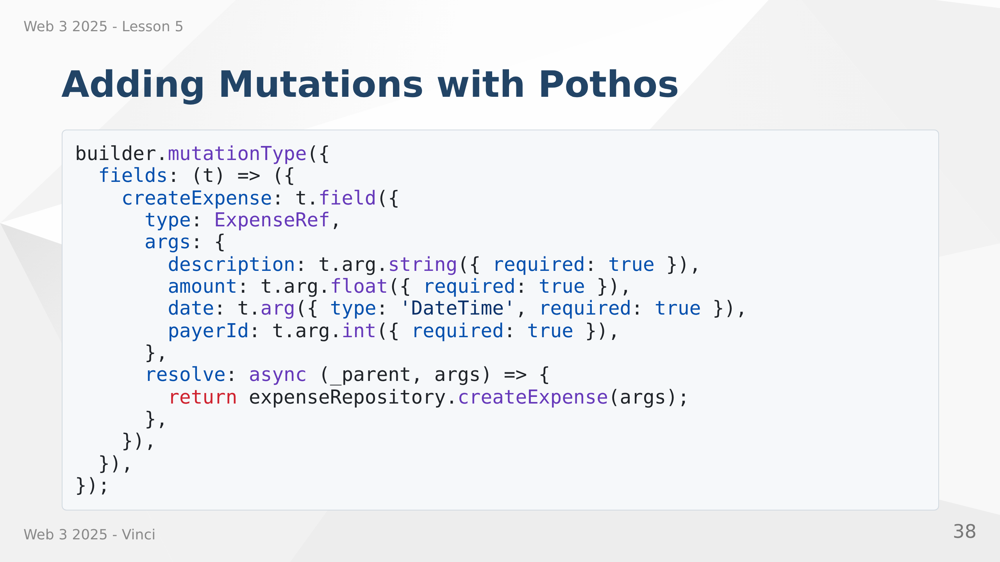 Web 3 2025 - Lesson 5
Adding Mutations with Pothos
builder.mutationType({
  fields: (t) => ({
    createExpense: t.field({
      type: ExpenseRef,
      args: {
        description: t.arg.string({ required: true }),
        amount: t.arg.float({ required: true }),
        date: t.arg({ type: 'DateTime', required: true }),
        payerId: t.arg.int({ required: true }),
      },
      resolve: async (_parent, args) => {
        return expenseRepository.createExpense(args);
      },
    }),
  }),
});
Web 3 2025 - Vinci
38